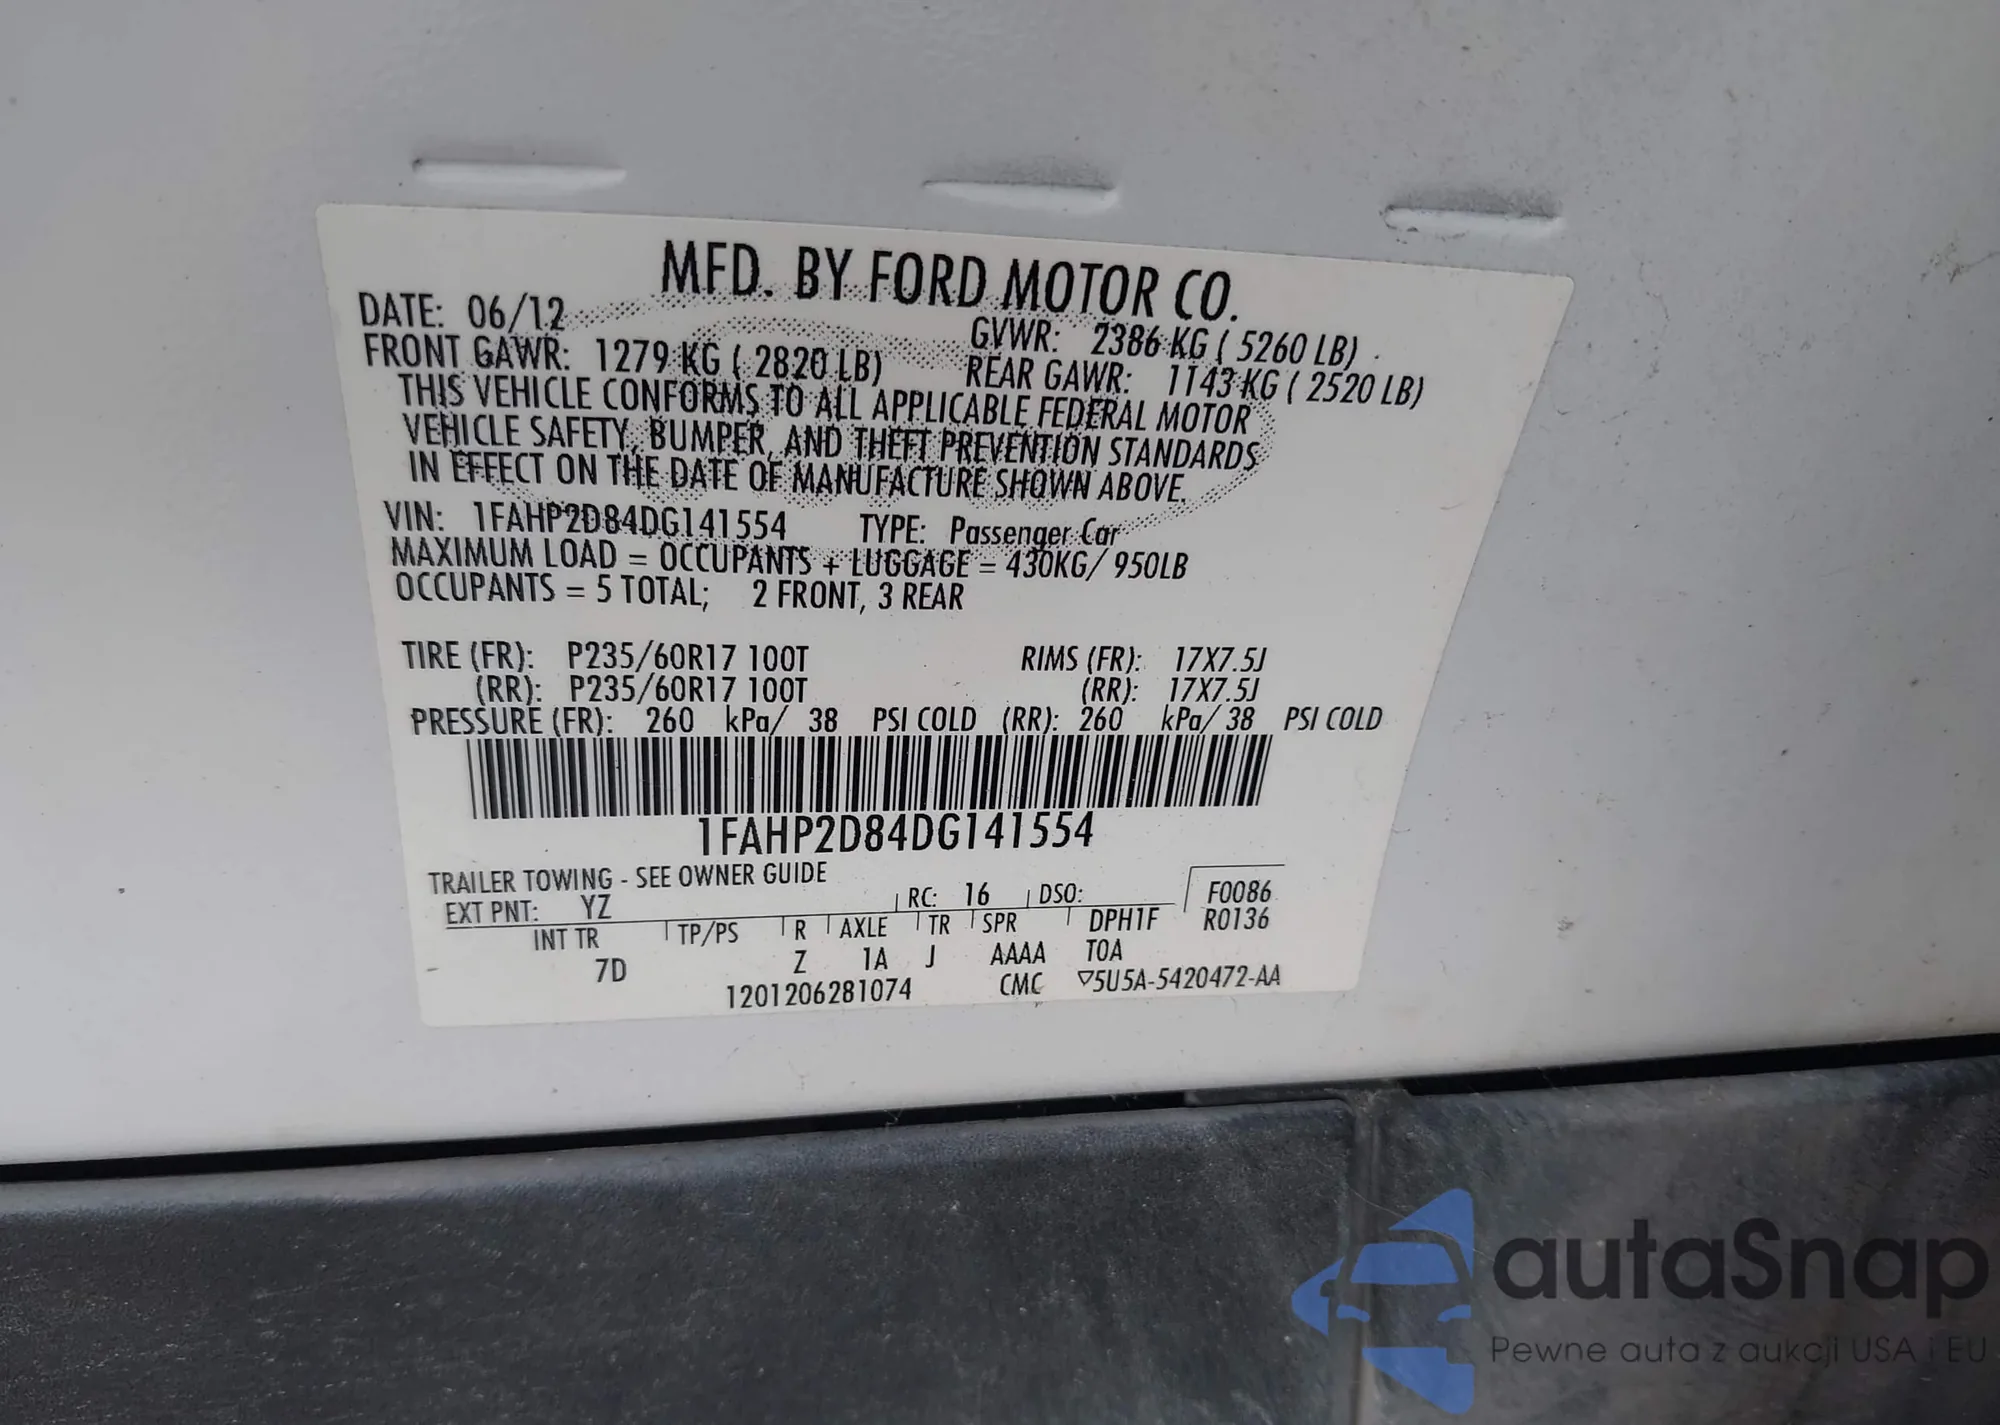 MFD. BY FORD MOTOR CO.
DATE: 06/12 GVWR: 2386 KG ( 5260 LB)
FRONT GAWR: 1279 KG ( 2820 LB) REAR GAWR: 1143 KG ( 2520 LB)
THIS VEHICLE CONFORMS TO ALL APPLICABLE FEDERAL MOTOR
VEHICLE SAFETY, BUMPER, AND THEFT PREVENTION STANDARDS
IN EFFECT ON THE DATE OF MANUFACTURE SHOWN ABOVE.
VIN: 1FAHP2D84DG141554 TYPE: Passenger Car
MAXIMUM LOAD = OCCUPANTS + LUGGAGE = 430KG/ 950LB
OCCUPANTS = 5 TOTAL; 2 FRONT, 3 REAR
TIRE (FR): P235/60R17 100T RIMS (FR): 17X7.5J
(RR): P235/60R17 100T (RR): 17X7.5J
PRESSURE (FR): 260 kPa/ 38 PSI COLD (RR): 260 kPa/ 38 PSI COLD
1FAHP2D84DG141554
TRAILER TOWING - SEE OWNER GUIDE
EXT PNT: YZ RC: 16 DSO: F0086
INT TR TP/PS R AXLE TR SPR DPH1F R0136
7D Z 1A J AAAA TOA
1201206281074 CMC ▽5U5A-5420472-AA
autaSnap
Pewne auta z aukcji USA i EU